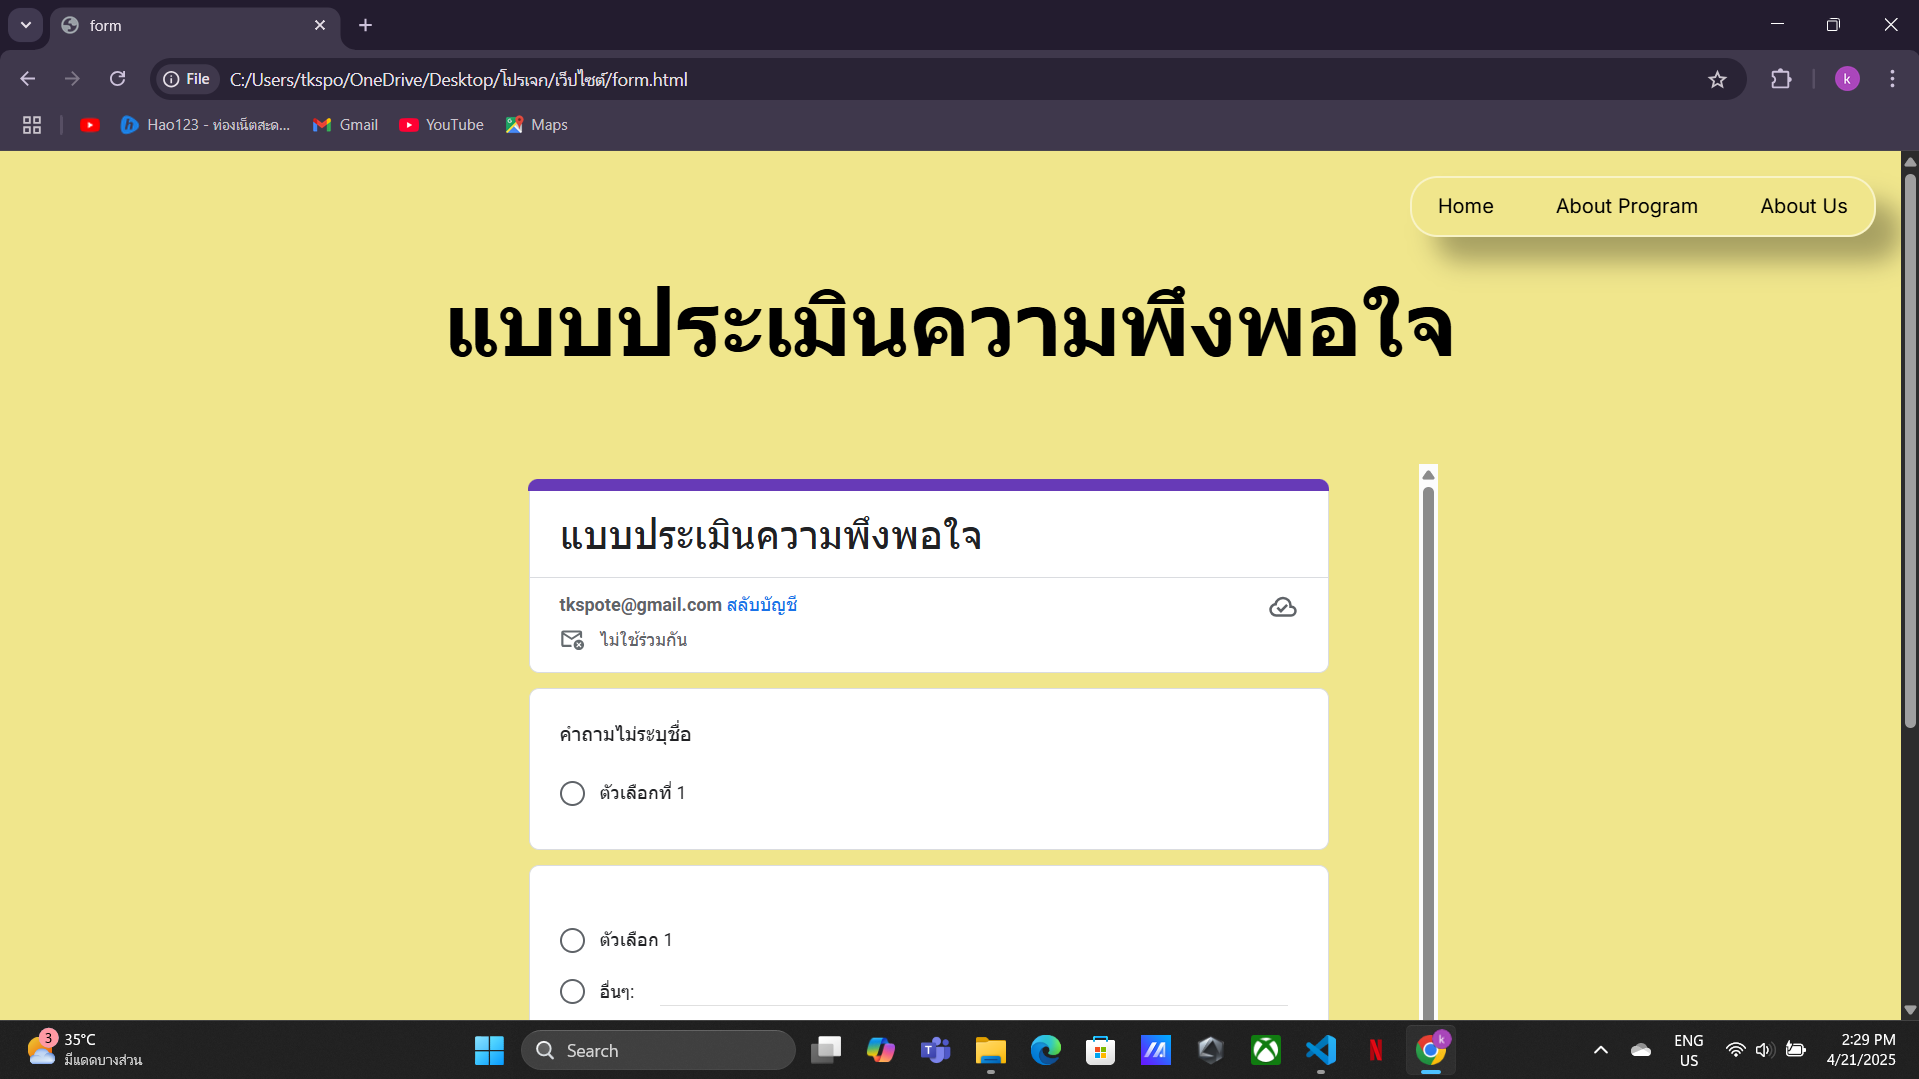 form
File
C:/Users/tkspo/OneDrive/Desktop/โปรเจก/เว็ปไซต์/form.html
k
Hao123 - ท่องเน็ตสะด...
Gmail
YouTube
Maps
Home
About Program
About Us
แบบประเมินความพึงพอใจ
แบบประเมินความพึงพอใจ
tkspote@gmail.com สลับบัญชี
ไม่ใช้ร่วมกัน
คำถามไม่ระบุชื่อ
ตัวเลือกที่ 1
ตัวเลือก 1
อื่นๆ:
3
35°C
มีแดดบางส่วน
Search
k
ENG
US
2:29 PM
4/21/2025